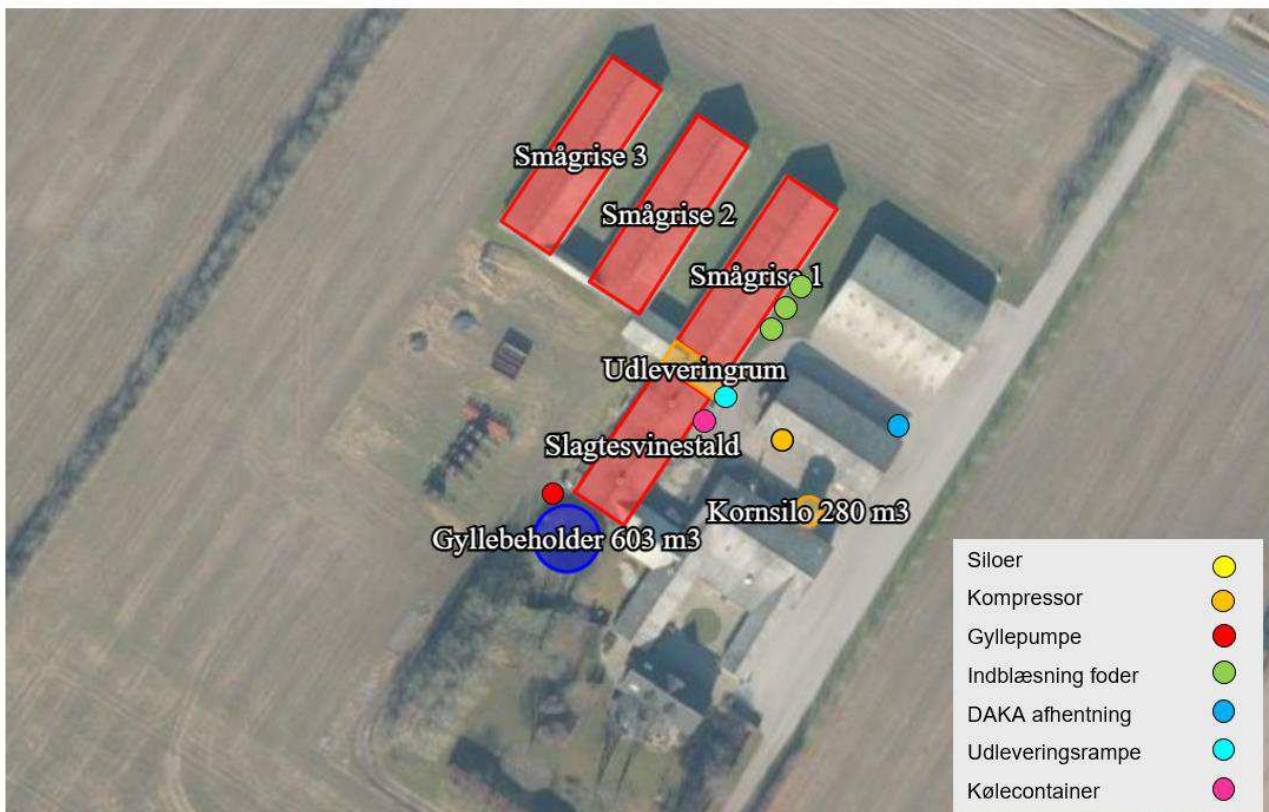 Smågrise 3
Smågrise 2
Smågrise 1
Udleveringrum
Slagtesvinestald
Kornsilo 280 m3
Gyllebeholder 603 m3
Siloer
Kompressor
Gyllepumpe
Indblæsning foder
DAKA afhentning
Udleveringsrampe
Kølecontainer